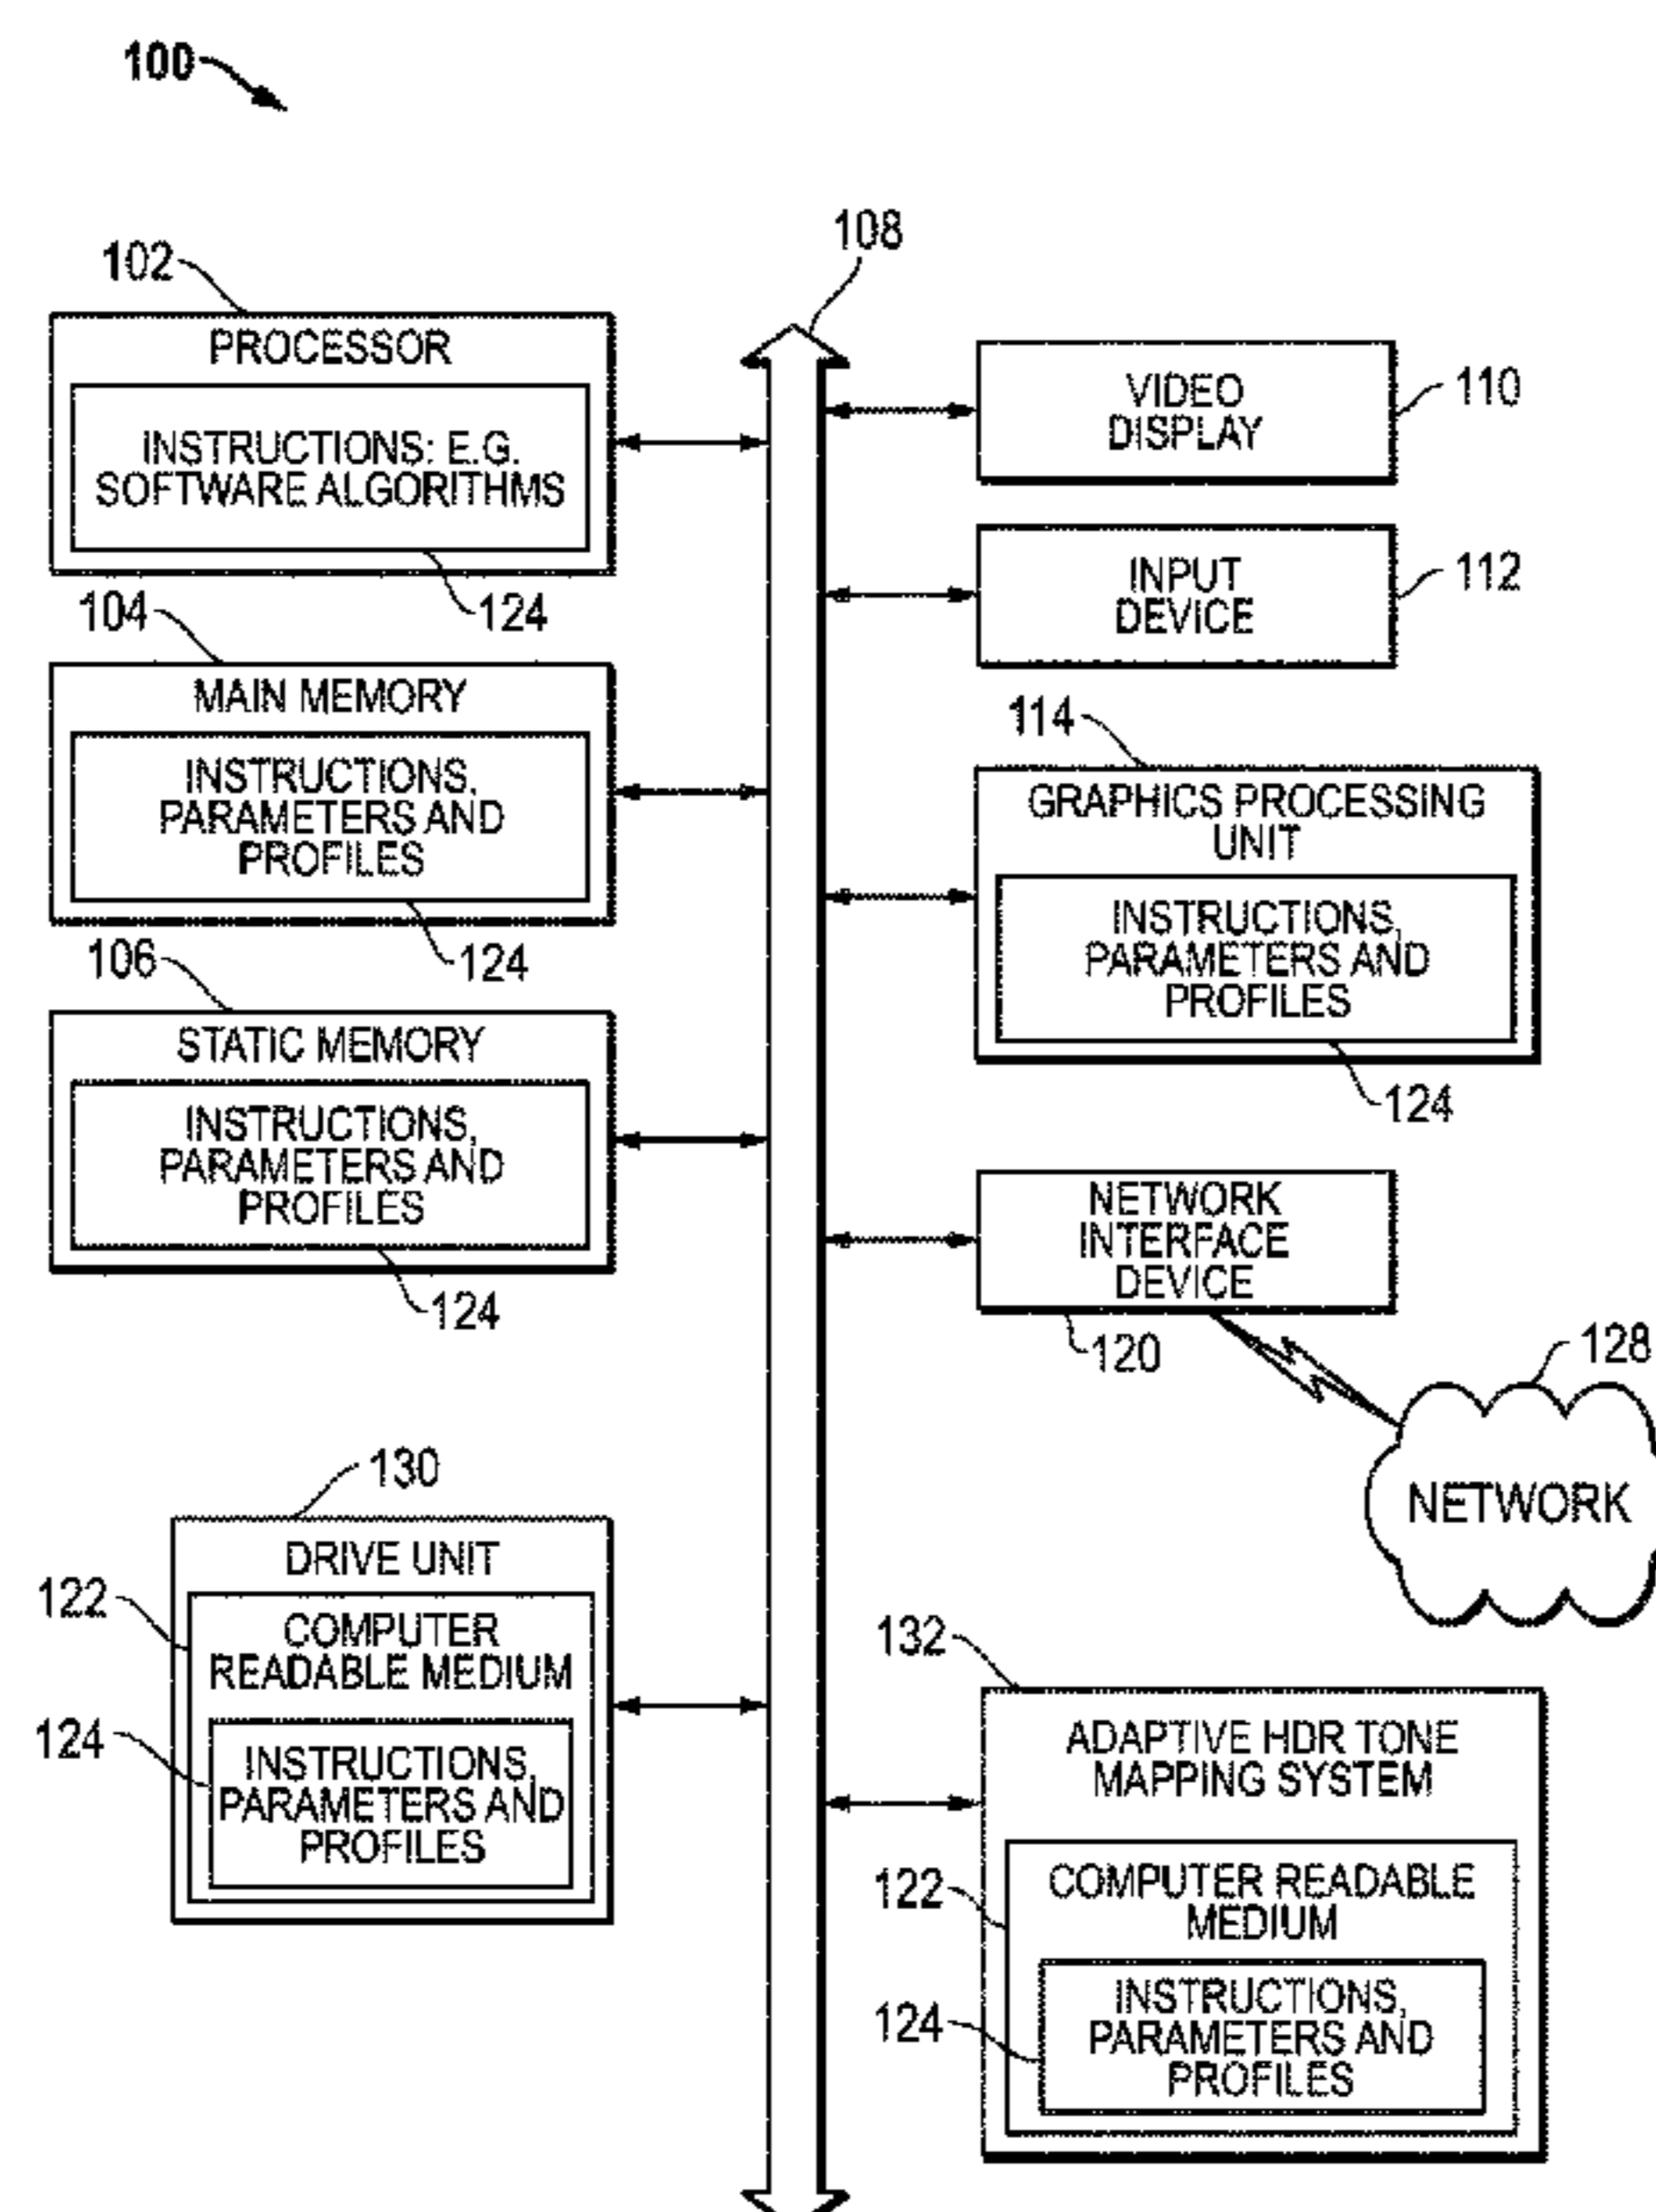 100
108
102
PROCESSOR
INSTRUCTIONS: E.G.
SOFTWARE ALGORITHMS
124
104
MAIN MEMORY
INSTRUCTIONS,
PARAMETERS AND
PROFILES
124
106
STATIC MEMORY
INSTRUCTIONS,
PARAMETERS AND
PROFILES
124
130
DRIVE UNIT
122
COMPUTER
READABLE MEDIUM
124
INSTRUCTIONS,
PARAMETERS AND
PROFILES
VIDEO
DISPLAY
110
INPUT
DEVICE
112
114
GRAPHICS PROCESSING
UNIT
INSTRUCTIONS,
PARAMETERS AND
PROFILES
124
NETWORK
INTERFACE
DEVICE
120
128
NETWORK
132
ADAPTIVE HDR TONE
MAPPING SYSTEM
122
COMPUTER READABLE
MEDIUM
124
INSTRUCTIONS,
PARAMETERS AND
PROFILES